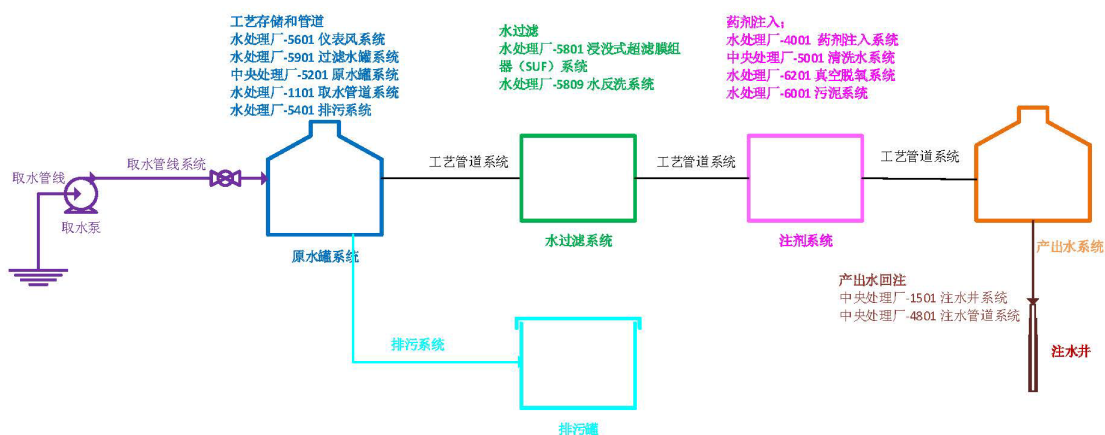 工艺存储和管道
水处理厂-5601 仪表风系统
水处理厂-5901 过滤水罐系统
中央处理厂-5201 原水罐系统
水处理厂-1101 取水管道系统
水处理厂-5401 排污系统
水过滤
水处理厂-5801 浸没式超滤膜组
器（SUF）系统
水处理厂-5809 水反洗系统
药剂注入；
水处理厂-4001 药剂注入系统
中央处理厂-5001 清洗水系统
水处理厂-6201 真空脱氧系统
水处理厂-6001 污泥系统
取水管线
取水管线系统
取水泵
原水罐系统
工艺管道系统
水过滤系统
工艺管道系统
注剂系统
工艺管道系统
产出水系统
产出水回注
中央处理厂-1501 注水井系统
中央处理厂-4801 注水管道系统
注水井
排污系统
排污罐